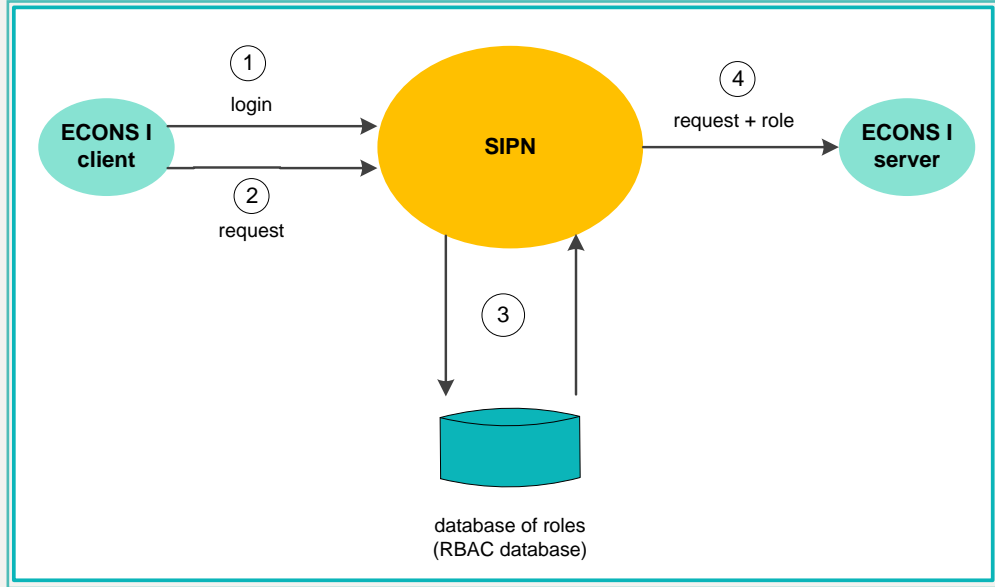 1
login
ECONS I
client
2
request
SIPN
3
4
request + role
ECONS I
server
database of roles
(RBAC database)